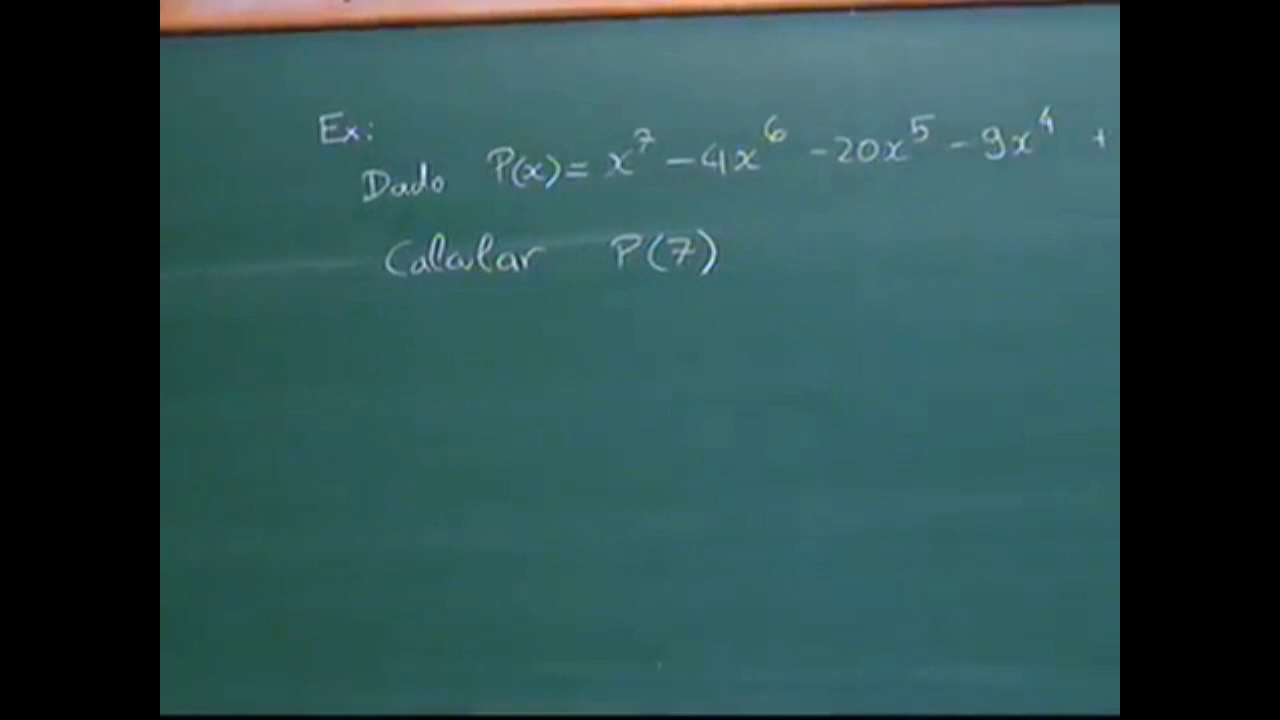 Ex:
Dado P(x) = x⁷ - 4x⁶ - 20x⁵ - 9x⁴ +
Calcular P(7)